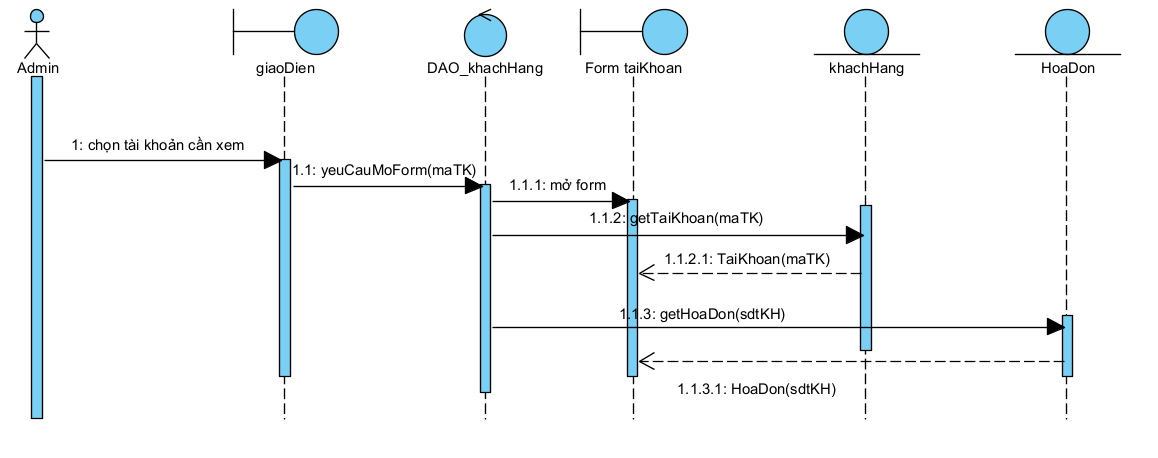 Admin
giaoDien
DAO_khachHang
Form taiKhoan
khachHang
HoaDon
1: chọn tài khoản cần xem
1.1: yeuCauMoForm(maTK)
1.1.1: mở form
1.1.2: getTaiKhoan(maTK)
1.1.2.1: TaiKhoan(maTK)
1.1.3: getHoaDon(sdtKH)
1.1.3.1: HoaDon(sdtKH)